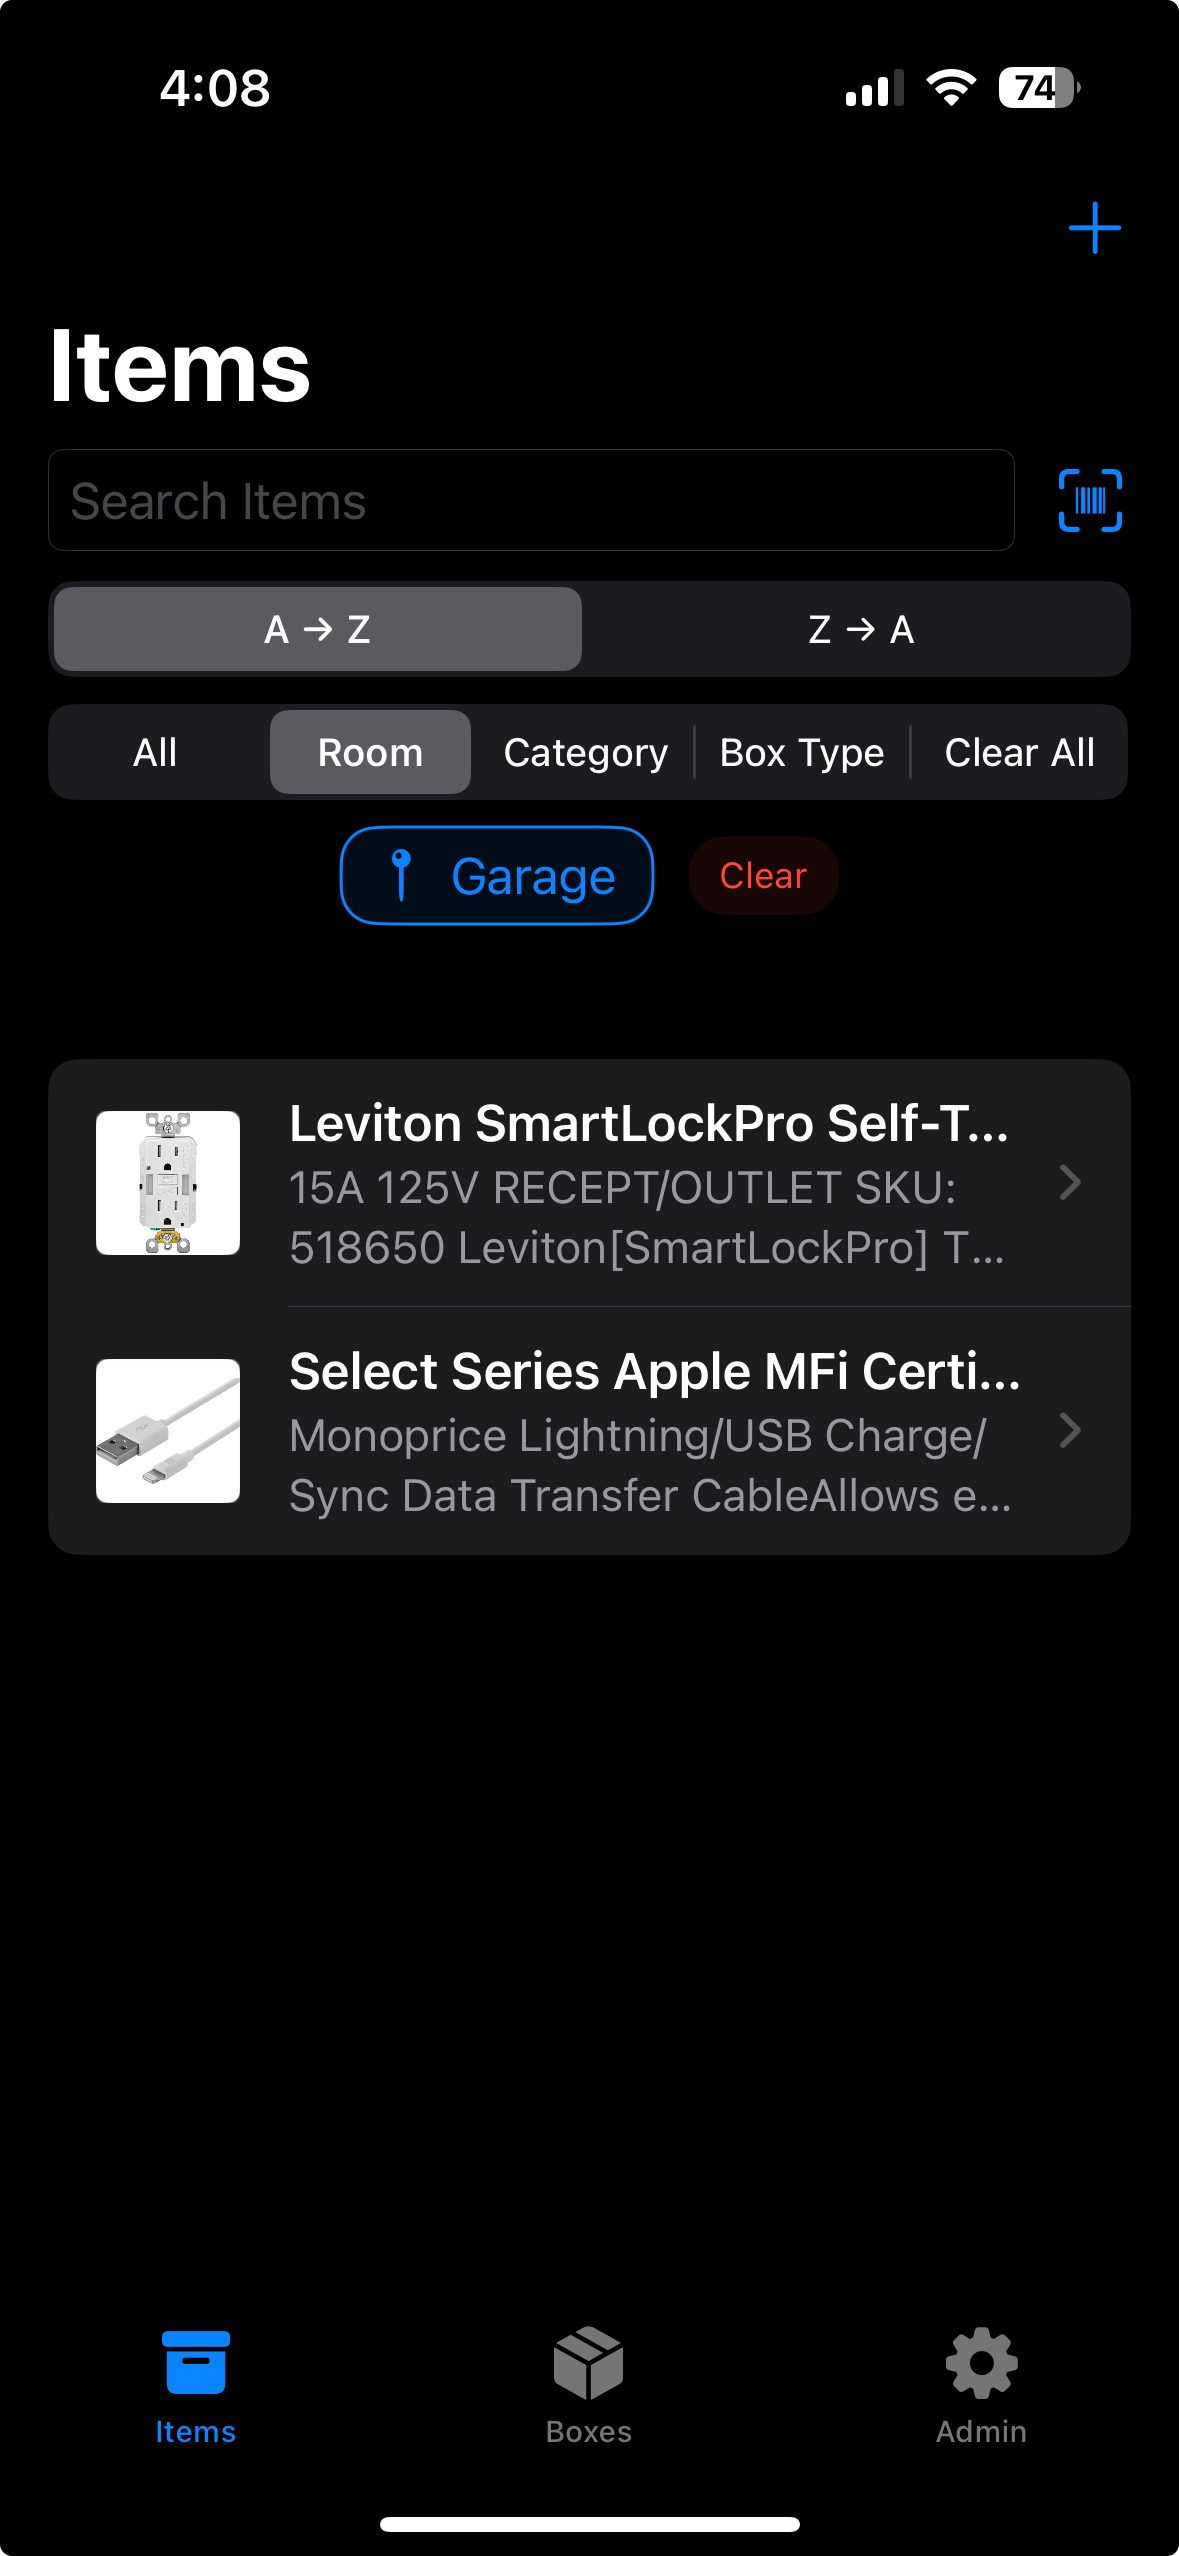 4:08
74
Items
Search Items
A → Z
Z → A
All
Room
Category
Box Type
Clear All
Garage
Clear
Leviton SmartLockPro Self-T...
15A 125V RECEPT/OUTLET SKU:
518650 Leviton[SmartLockPro] T...
Select Series Apple MFi Certi...
Monoprice Lightning/USB Charge/
Sync Data Transfer CableAllows e...
Items
Boxes
Admin